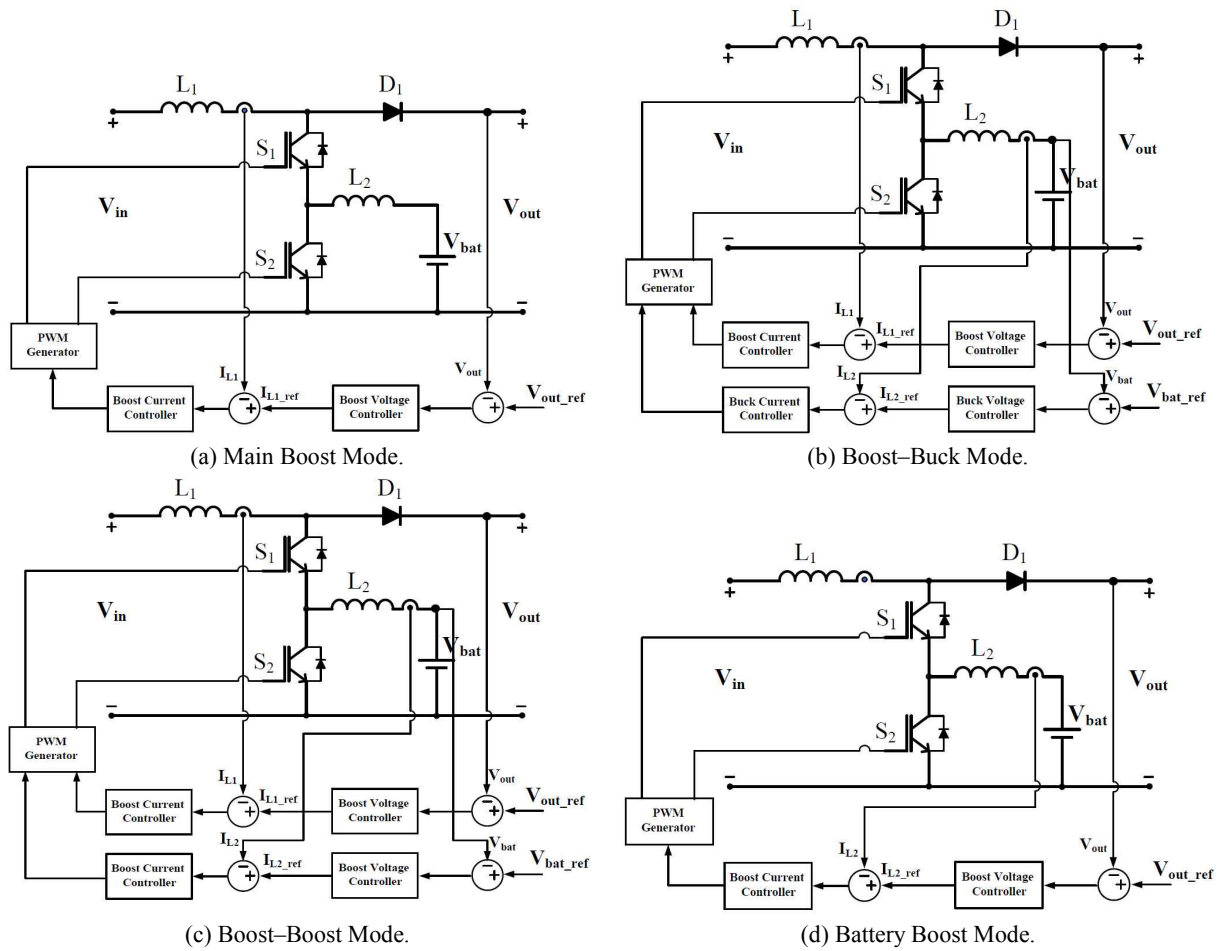 L1
D1
S1
L2
Vin
Vout
S2
Vbat
PWM
Generator
IL1
Vout
IL1_ref
Vout_ref
Boost Current
Controller
Boost Voltage
Controller
(a) Main Boost Mode.
L1
D1
S1
L2
Vin
Vout
Vbat
S2
PWM
Generator
IL1
Vout
IL1_ref
Vout_ref
Boost Current
Controller
Boost Voltage
Controller
IL2
Vbat
IL2_ref
Vbat_ref
Buck Current
Controller
Buck Voltage
Controller
(b) Boost–Buck Mode.
L1
D1
S1
L2
Vin
Vout
Vbat
S2
PWM
Generator
IL1
Vout
IL1_ref
Vout_ref
Boost Current
Controller
Boost Voltage
Controller
IL2
Vbat
IL2_ref
Vbat_ref
Boost Current
Controller
Boost Voltage
Controller
(c) Boost–Boost Mode.
L1
D1
S1
L2
Vin
Vout
Vbat
S2
PWM
Generator
IL2
Vout
IL2_ref
Vout_ref
Boost Current
Controller
Boost Voltage
Controller
(d) Battery Boost Mode.